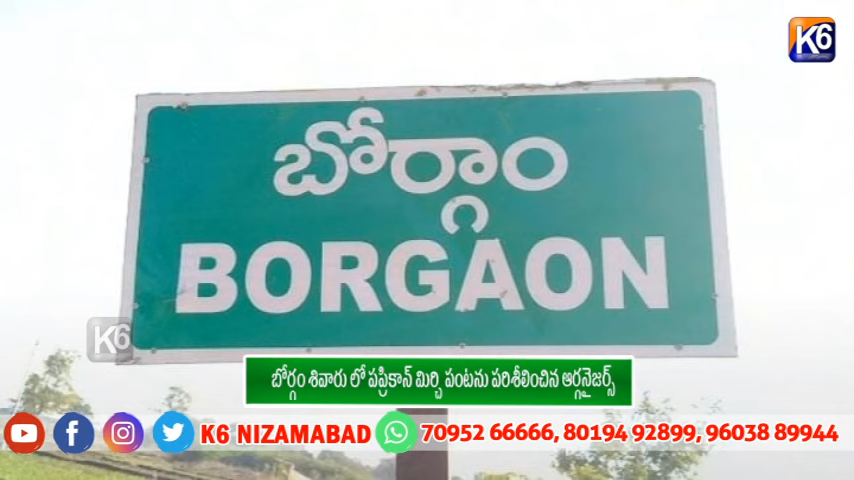 K6
బోర్గాం
BORGAON
K6
బోర్గం శివారు లో పప్రికాన్ మిర్చి పంటను పరిశీలించిన ఆర్గనైజర్స్
K6 NIZAMABAD 70952 66666, 80194 92899, 96038 89944